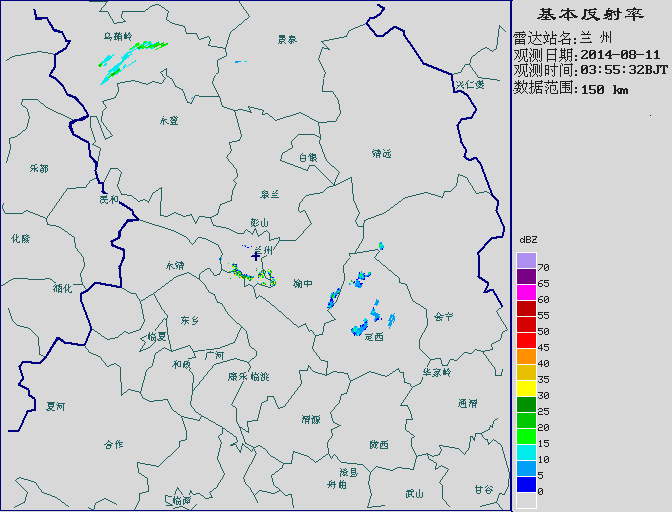 基本反射率
雷达站名:兰 州
观测日期:2014-08-11
观测时间:03:55:32BJT
数据范围:150 km
dBZ
70
65
60
55
50
45
40
35
30
25
20
15
10
5
0
乌鞘岭
景泰
兴仁堡
永登
白银
靖远
乐都
皋兰
民和
彭山
化隆
兰州
永靖
榆中
循化
东乡
会宁
临夏
定西
广河
和政
康乐
临洮
华家岭
夏河
通渭
渭源
合作
陇西
漳县
岷山
武山
甘谷
临潭